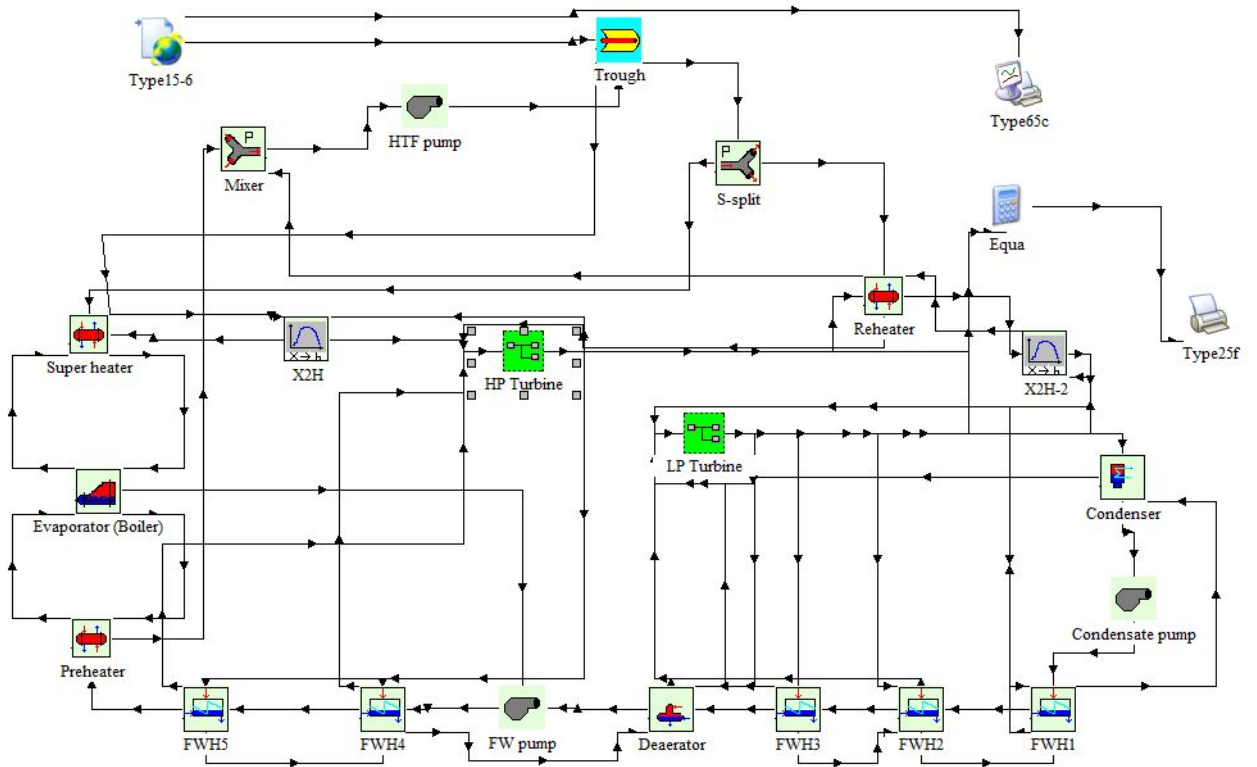 Type15-6
Trough
Type65c
HTF pump
P
Mixer
P
S-split
Equa
Reheater
Type25f
Super heater
X→h
X2H
HP Turbine
X→h
X2H-2
LP Turbine
Evaporator (Boiler)
Condenser
Preheater
Condensate pump
FWH5
FWH4
FW pump
Deaerator
FWH3
FWH2
FWH1